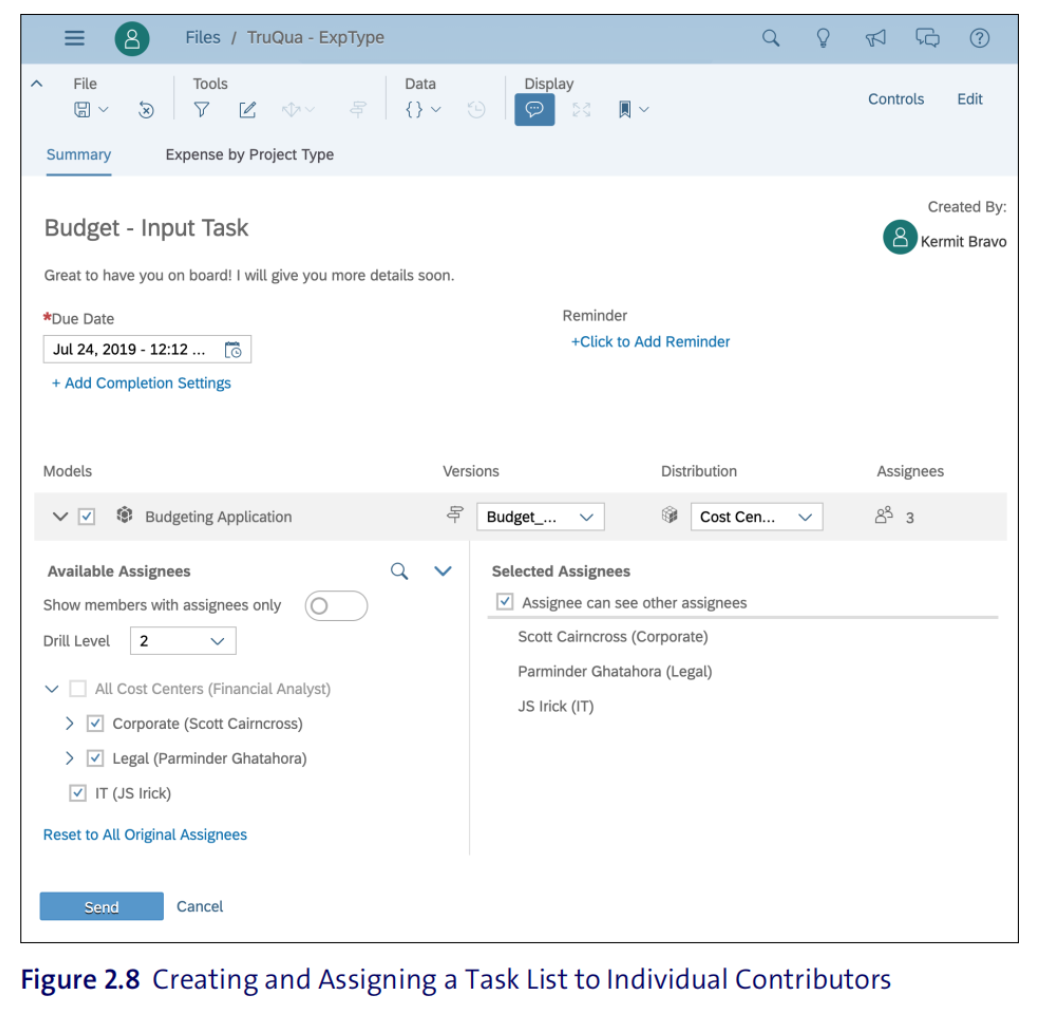 Files / TruQua - ExpType
File Tools Data Display
Controls Edit
Summary Expense by Project Type
Created By:
Budget - Input Task
Kermit Bravo
Great to have you on board! I will give you more details soon.
*Due Date
Reminder
Jul 24, 2019 - 12:12 ...
+Click to Add Reminder
+ Add Completion Settings
Models Versions Distribution Assignees
Budgeting Application Budget_... Cost Cen... 3
Available Assignees
Selected Assignees
Show members with assignees only
Assignee can see other assignees
Drill Level 2
Scott Cairncross (Corporate)
Parminder Ghatahora (Legal)
All Cost Centers (Financial Analyst)
JS Irick (IT)
Corporate (Scott Cairncross)
Legal (Parminder Ghatahora)
IT (JS Irick)
Reset to All Original Assignees
Send Cancel
Figure 2.8 Creating and Assigning a Task List to Individual Contributors